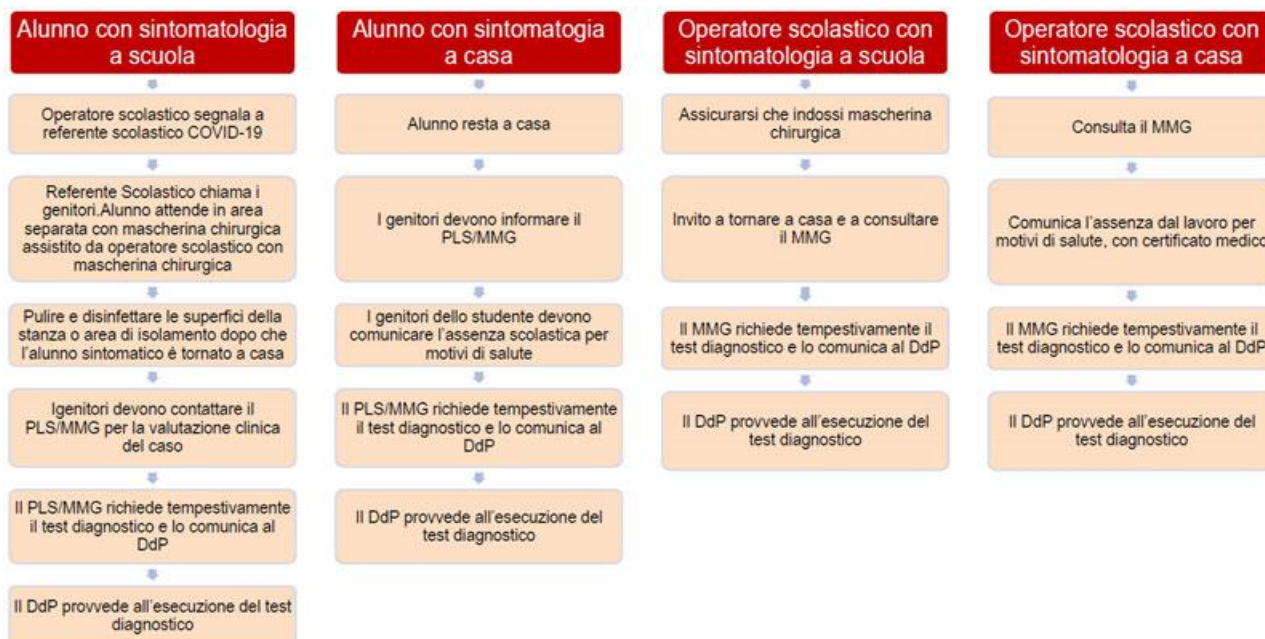 Alunno con sintomatologia
a scuola
Operatore scolastico segnala a
referente scolastico COVID-19
Referente Scolastico chiama i
genitori.Alunno attende in area
separata con mascherina chirurgica
assistito da operatore scolastico con
mascherina chirurgica
Pulire e disinfettare le superfici della
stanza o area di isolamento dopo che
l'alunno sintomatico è tornato a casa
Igenitori devono contattare il
PLS/MMG per la valutazione clinica
del caso
Il PLS/MMG richiede tempestivamente
il test diagnostico e lo comunica al
DdP
Il DdP provvede all'esecuzione del test
diagnostico
Alunno con sintomatogia
a casa
Alunno resta a casa
I genitori devono informare il
PLS/MMG
I genitori dello studente devono
comunicare l'assenza scolastica per
motivi di salute
Il PLS/MMG richiede tempestivamente
il test diagnostico e lo comunica al
DdP
Il DdP provvede all'esecuzione del
test diagnostico
Operatore scolastico con
sintomatologia a scuola
Assicurarsi che indossi mascherina
chirurgica
Invito a tornare a casa e a consultare
il MMG
Il MMG richiede tempestivamente il
test diagnostico e lo comunica al DdP
Il DdP provvede all'esecuzione del
test diagnostico
Operatore scolastico con
sintomatologia a casa
Consulta il MMG
Comunica l'assenza dal lavoro per
motivi di salute, con certificato medico
Il MMG richiede tempestivamente il
test diagnostico e lo comunica al DdP
Il DdP provvede all'esecuzione del
test diagnostico